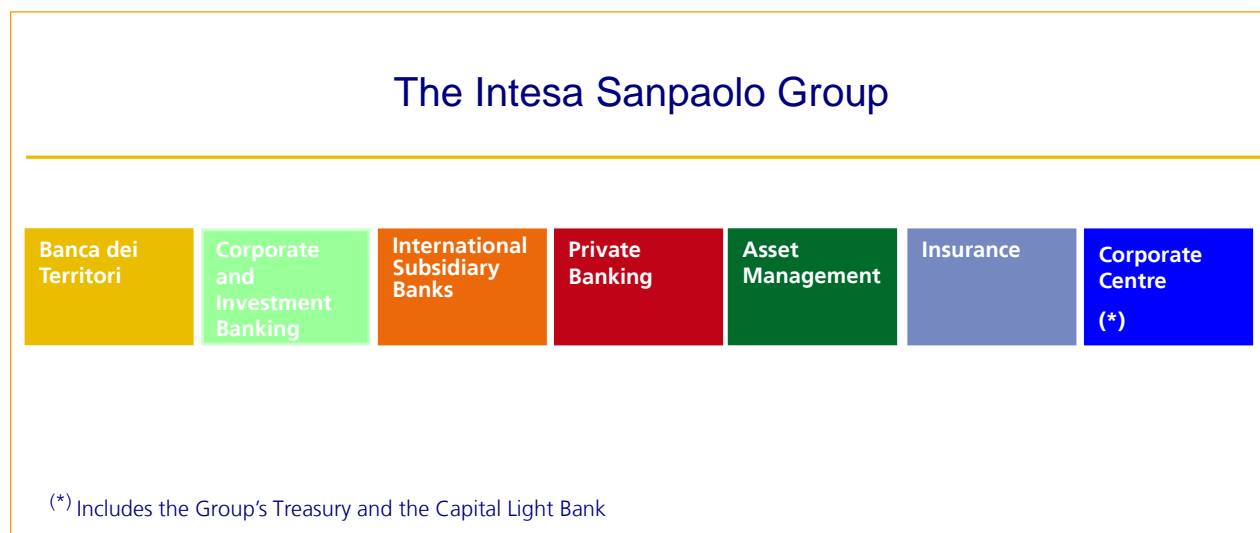 The Intesa Sanpaolo Group
Banca dei
Territori
Corporate
and
Investment
Banking
International
Subsidiary
Banks
Private
Banking
Asset
Management
Insurance
Corporate
Centre
(*)
(*) Includes the Group’s Treasury and the Capital Light Bank